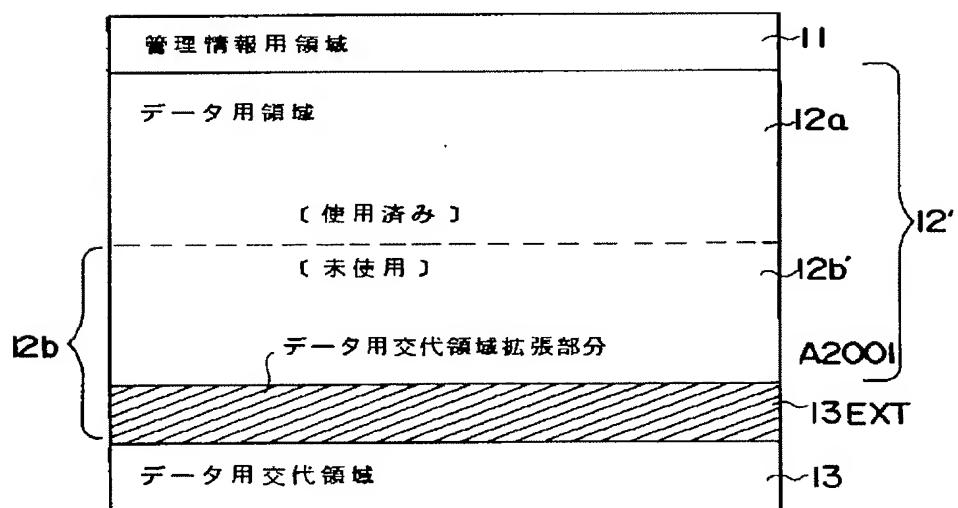 管理情報用領域
11
データ用領域
12a
〔使用済み〕
12'
〔未使用〕
12b'
12b
データ用交代領域拡張部分
A2001
13EXT
データ用交代領域
13